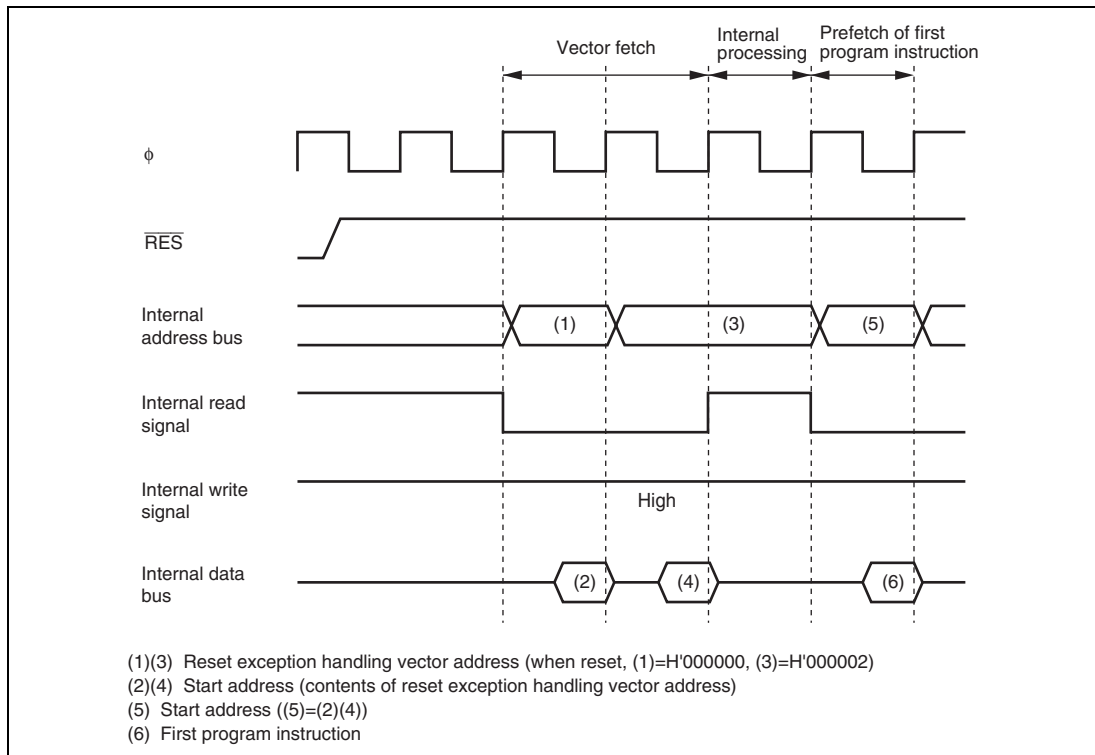 Vector fetch
Internal
processing
Prefetch of first
program instruction
ϕ
RES
Internal
address bus
(1)
(3)
(5)
Internal read
signal
Internal write
signal
High
Internal data
bus
(2)
(4)
(6)
(1)(3) Reset exception handling vector address (when reset, (1)=H'000000, (3)=H'000002)
(2)(4) Start address (contents of reset exception handling vector address)
(5) Start address ((5)=(2)(4))
(6) First program instruction